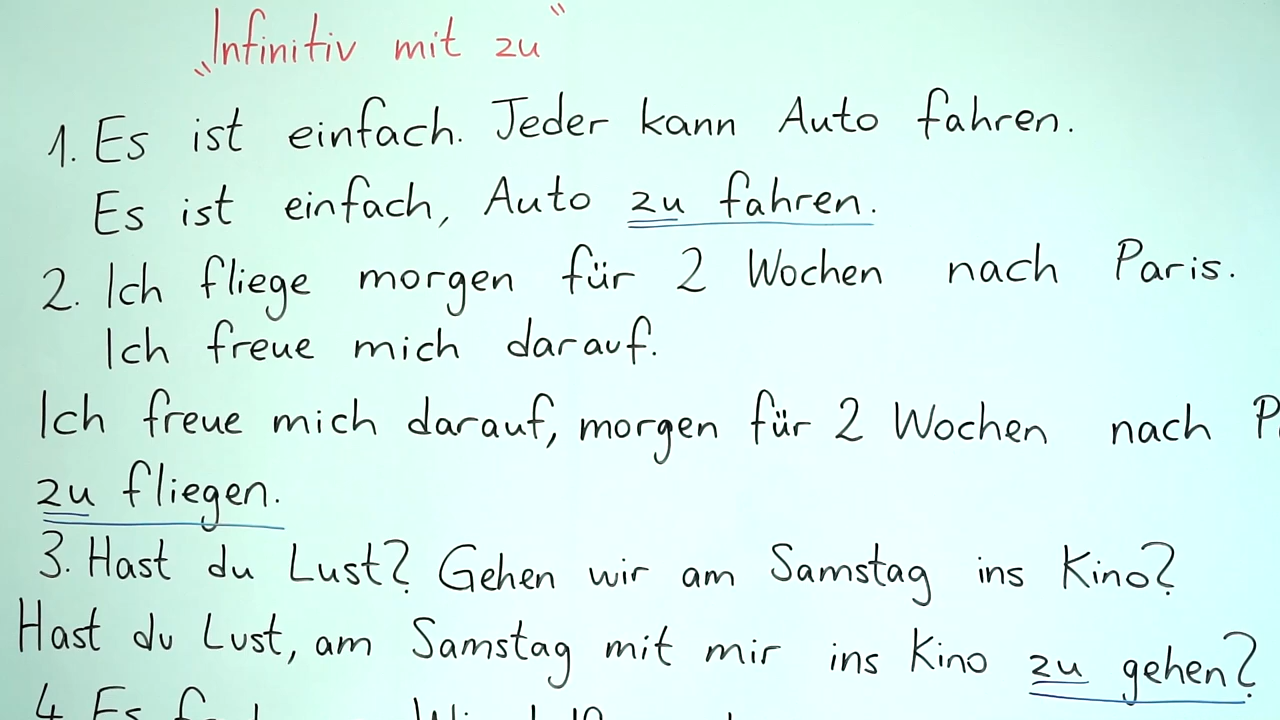 „Infinitiv mit zu“
1. Es ist einfach. Jeder kann Auto fahren.
Es ist einfach, Auto zu fahren.
2. Ich fliege morgen für 2 Wochen nach Paris.
Ich freue mich darauf.
Ich freue mich darauf, morgen für 2 Wochen nach
zu fliegen.
3. Hast du Lust? Gehen wir am Samstag ins Kino?
Hast du Lust, am Samstag mit mir ins Kino zu gehen?
4. Es